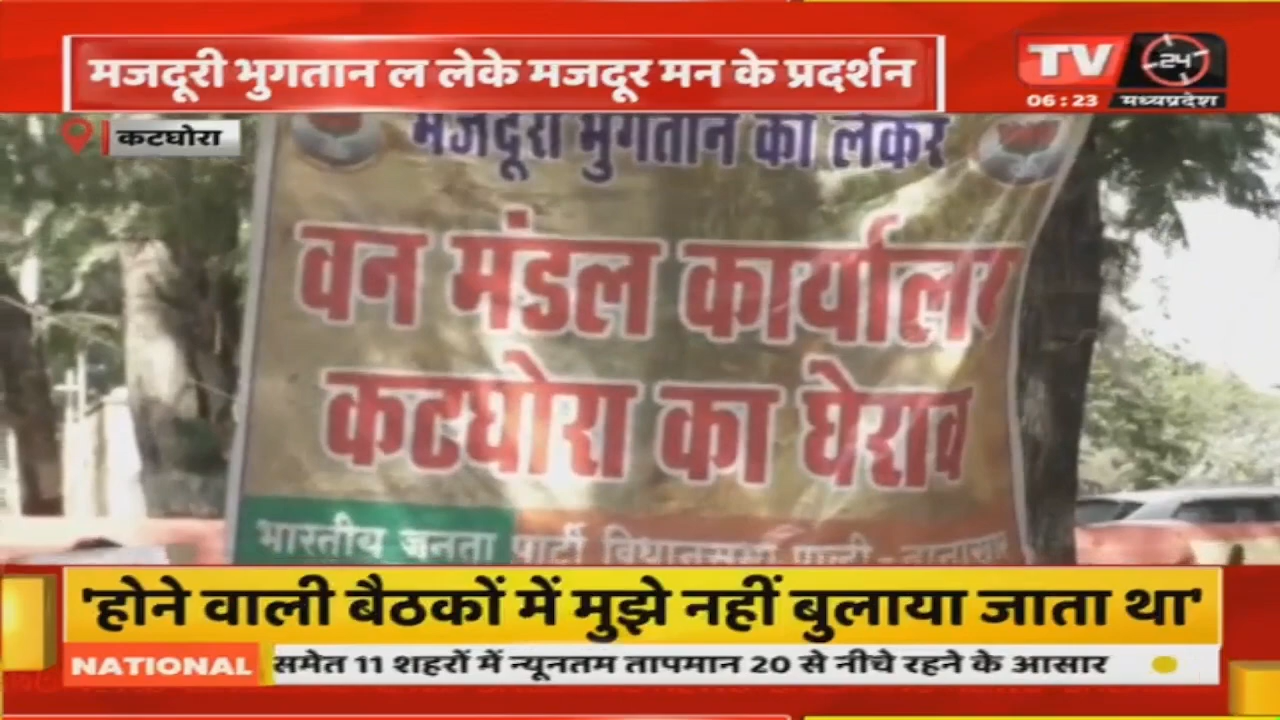 मजदूरी भुगतान ल लेके मजदूर मन के प्रदर्शन
TV 24
06:23 मध्यप्रदेश
कटघोरा
मजदूरी भुगतान को लेकर
वन मंडल कार्यालय
कटघोरा का घेराव
भारतीय जनता पार्टी विधानसभा पाली -
'होने वाली बैठकों में मुझे नहीं बुलाया जाता था'
NATIONAL समेत 11 शहरों में न्यूनतम तापमान 20 से नीचे रहने के आसार